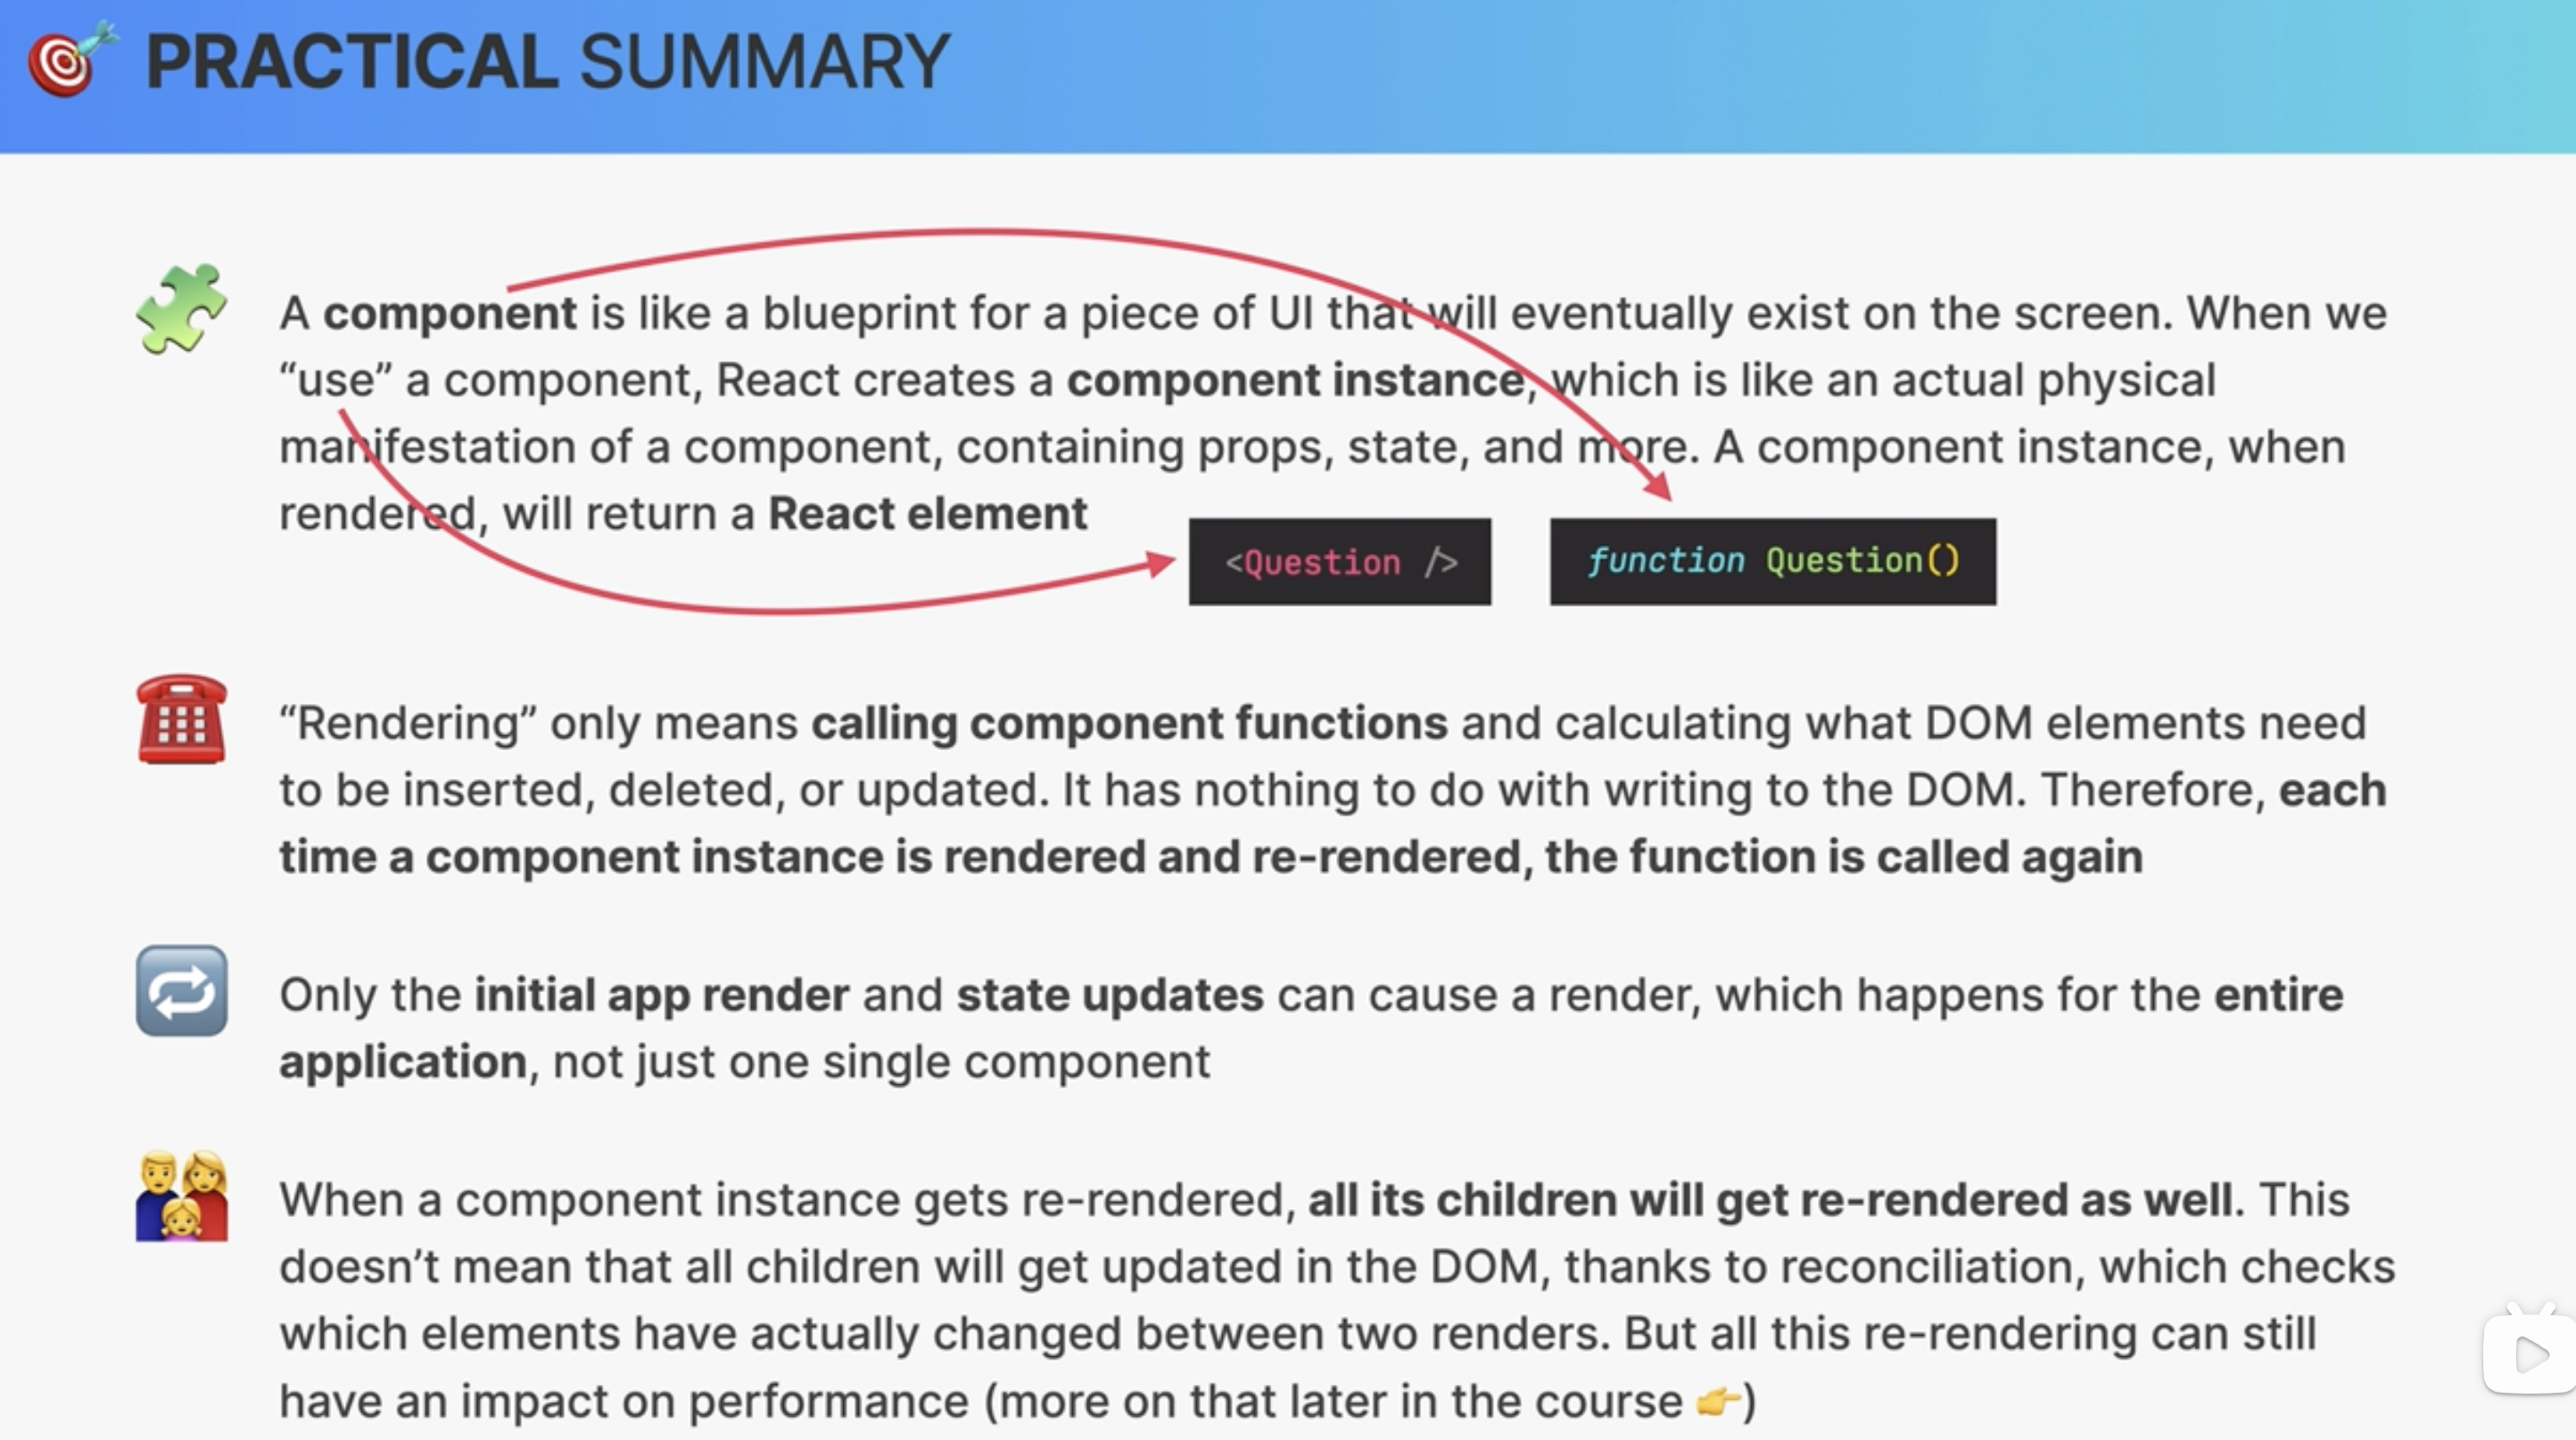 PRACTICAL SUMMARY
A component is like a blueprint for a piece of UI that will eventually exist on the screen. When we
“use” a component, React creates a component instance, which is like an actual physical
manifestation of a component, containing props, state, and more. A component instance, when
rendered, will return a React element
<Question />
function Question()
“Rendering” only means calling component functions and calculating what DOM elements need
to be inserted, deleted, or updated. It has nothing to do with writing to the DOM. Therefore, each
time a component instance is rendered and re-rendered, the function is called again
Only the initial app render and state updates can cause a render, which happens for the entire
application, not just one single component
When a component instance gets re-rendered, all its children will get re-rendered as well. This
doesn’t mean that all children will get updated in the DOM, thanks to reconciliation, which checks
which elements have actually changed between two renders. But all this re-rendering can still
have an impact on performance (more on that later in the course 👉)